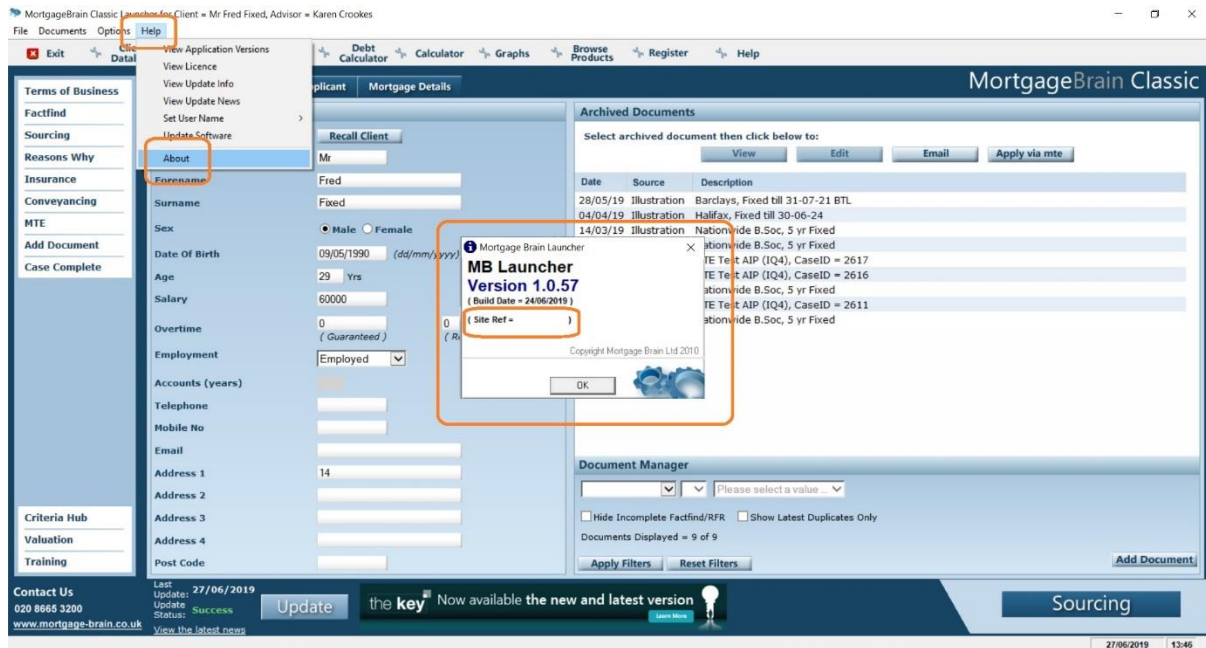 MortgageBrain Classic Launcher for Client = Mr Fred Fixed, Advisor = Karen Crookes
File Documents Options Help
Exit
Debt Calculator
Calculator
Graphs
Browse Products
Register
Help
View Application Versions
View Licence
View Update Info
View Update News
Set User Name >
Update Software
About
Mortgage Details
MortgageBrain Classic
Terms of Business
Factfind
Sourcing
Reasons Why
Insurance
Conveyancing
MTE
Add Document
Case Complete
Criteria Hub
Valuation
Training
Recall Client
Mr
Forename Fred
Surname Fixed
Sex Male Female
Date Of Birth 09/05/1990 (dd/mm/yyyy)
Age 29 Yrs
Salary 60000
Overtime 0 0
( Guaranteed )
Employment Employed
Accounts (years)
Telephone
Mobile No
Email
Address 1 14
Address 2
Address 3
Address 4
Post Code
Archived Documents
Select archived document then click below to:
View Edit Email Apply via mte
Date Source Description
28/05/19 Illustration Barclays, Fixed till 31-07-21 BTL
04/04/19 Illustration Halifax, Fixed till 30-06-24
14/03/19 Illustration Nationwide B.Soc, 5 yr Fixed
B.Soc, 5 yr Fixed
Test AIP (IQ4), CaseID = 2617
Test AIP (IQ4), CaseID = 2616
B.Soc, 5 yr Fixed
Test AIP (IQ4), CaseID = 2611
B.Soc, 5 yr Fixed
Mortgage Brain Launcher
MB Launcher
Version 1.0.57
( Build Date = 24/06/2019 )
( Site Ref = )
Copyright Mortgage Brain Ltd 2010
OK
Document Manager
Please select a value ...
Hide Incomplete Factfind/RFR Show Latest Duplicates Only
Documents Displayed = 9 of 9
Apply Filters Reset Filters
Add Document
Contact Us
020 8665 3200
www.mortgage-brain.co.uk
Last Update: 27/06/2019
Update Status: Success
View the latest news
Update
the key Now available the new and latest version
Learn More
Sourcing
27/06/2019 13:46